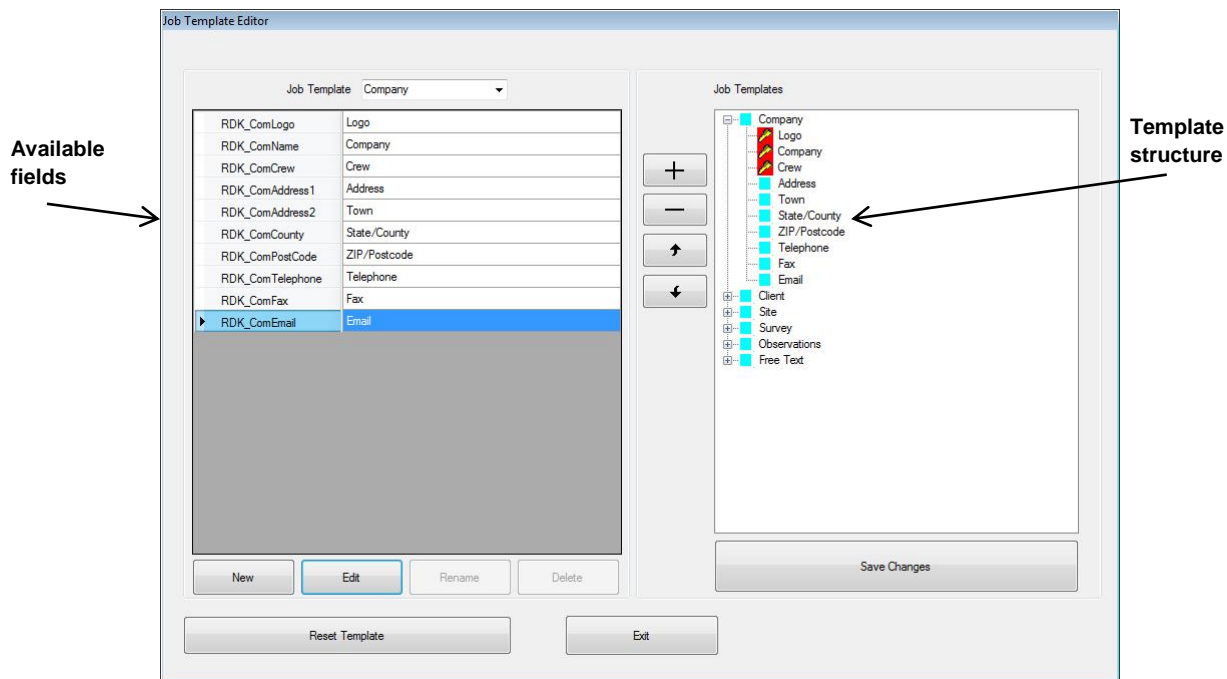 Job Template Editor
Job Template Company
Job Templates
Available
fields
Template
structure
RDK_ComLogo Logo
RDK_ComName Company
RDK_ComCrew Crew
RDK_ComAddress1 Address
RDK_ComAddress2 Town
RDK_ComCounty State/County
RDK_ComPostCode ZIP/Postcode
RDK_ComTelephone Telephone
RDK_ComFax Fax
RDK_ComEmail Email
Company
Logo
Company
Crew
Address
Town
State/County
ZIP/Postcode
Telephone
Fax
Email
Client
Site
Survey
Observations
Free Text
New Edit Rename Delete
Save Changes
Reset Template
Exit